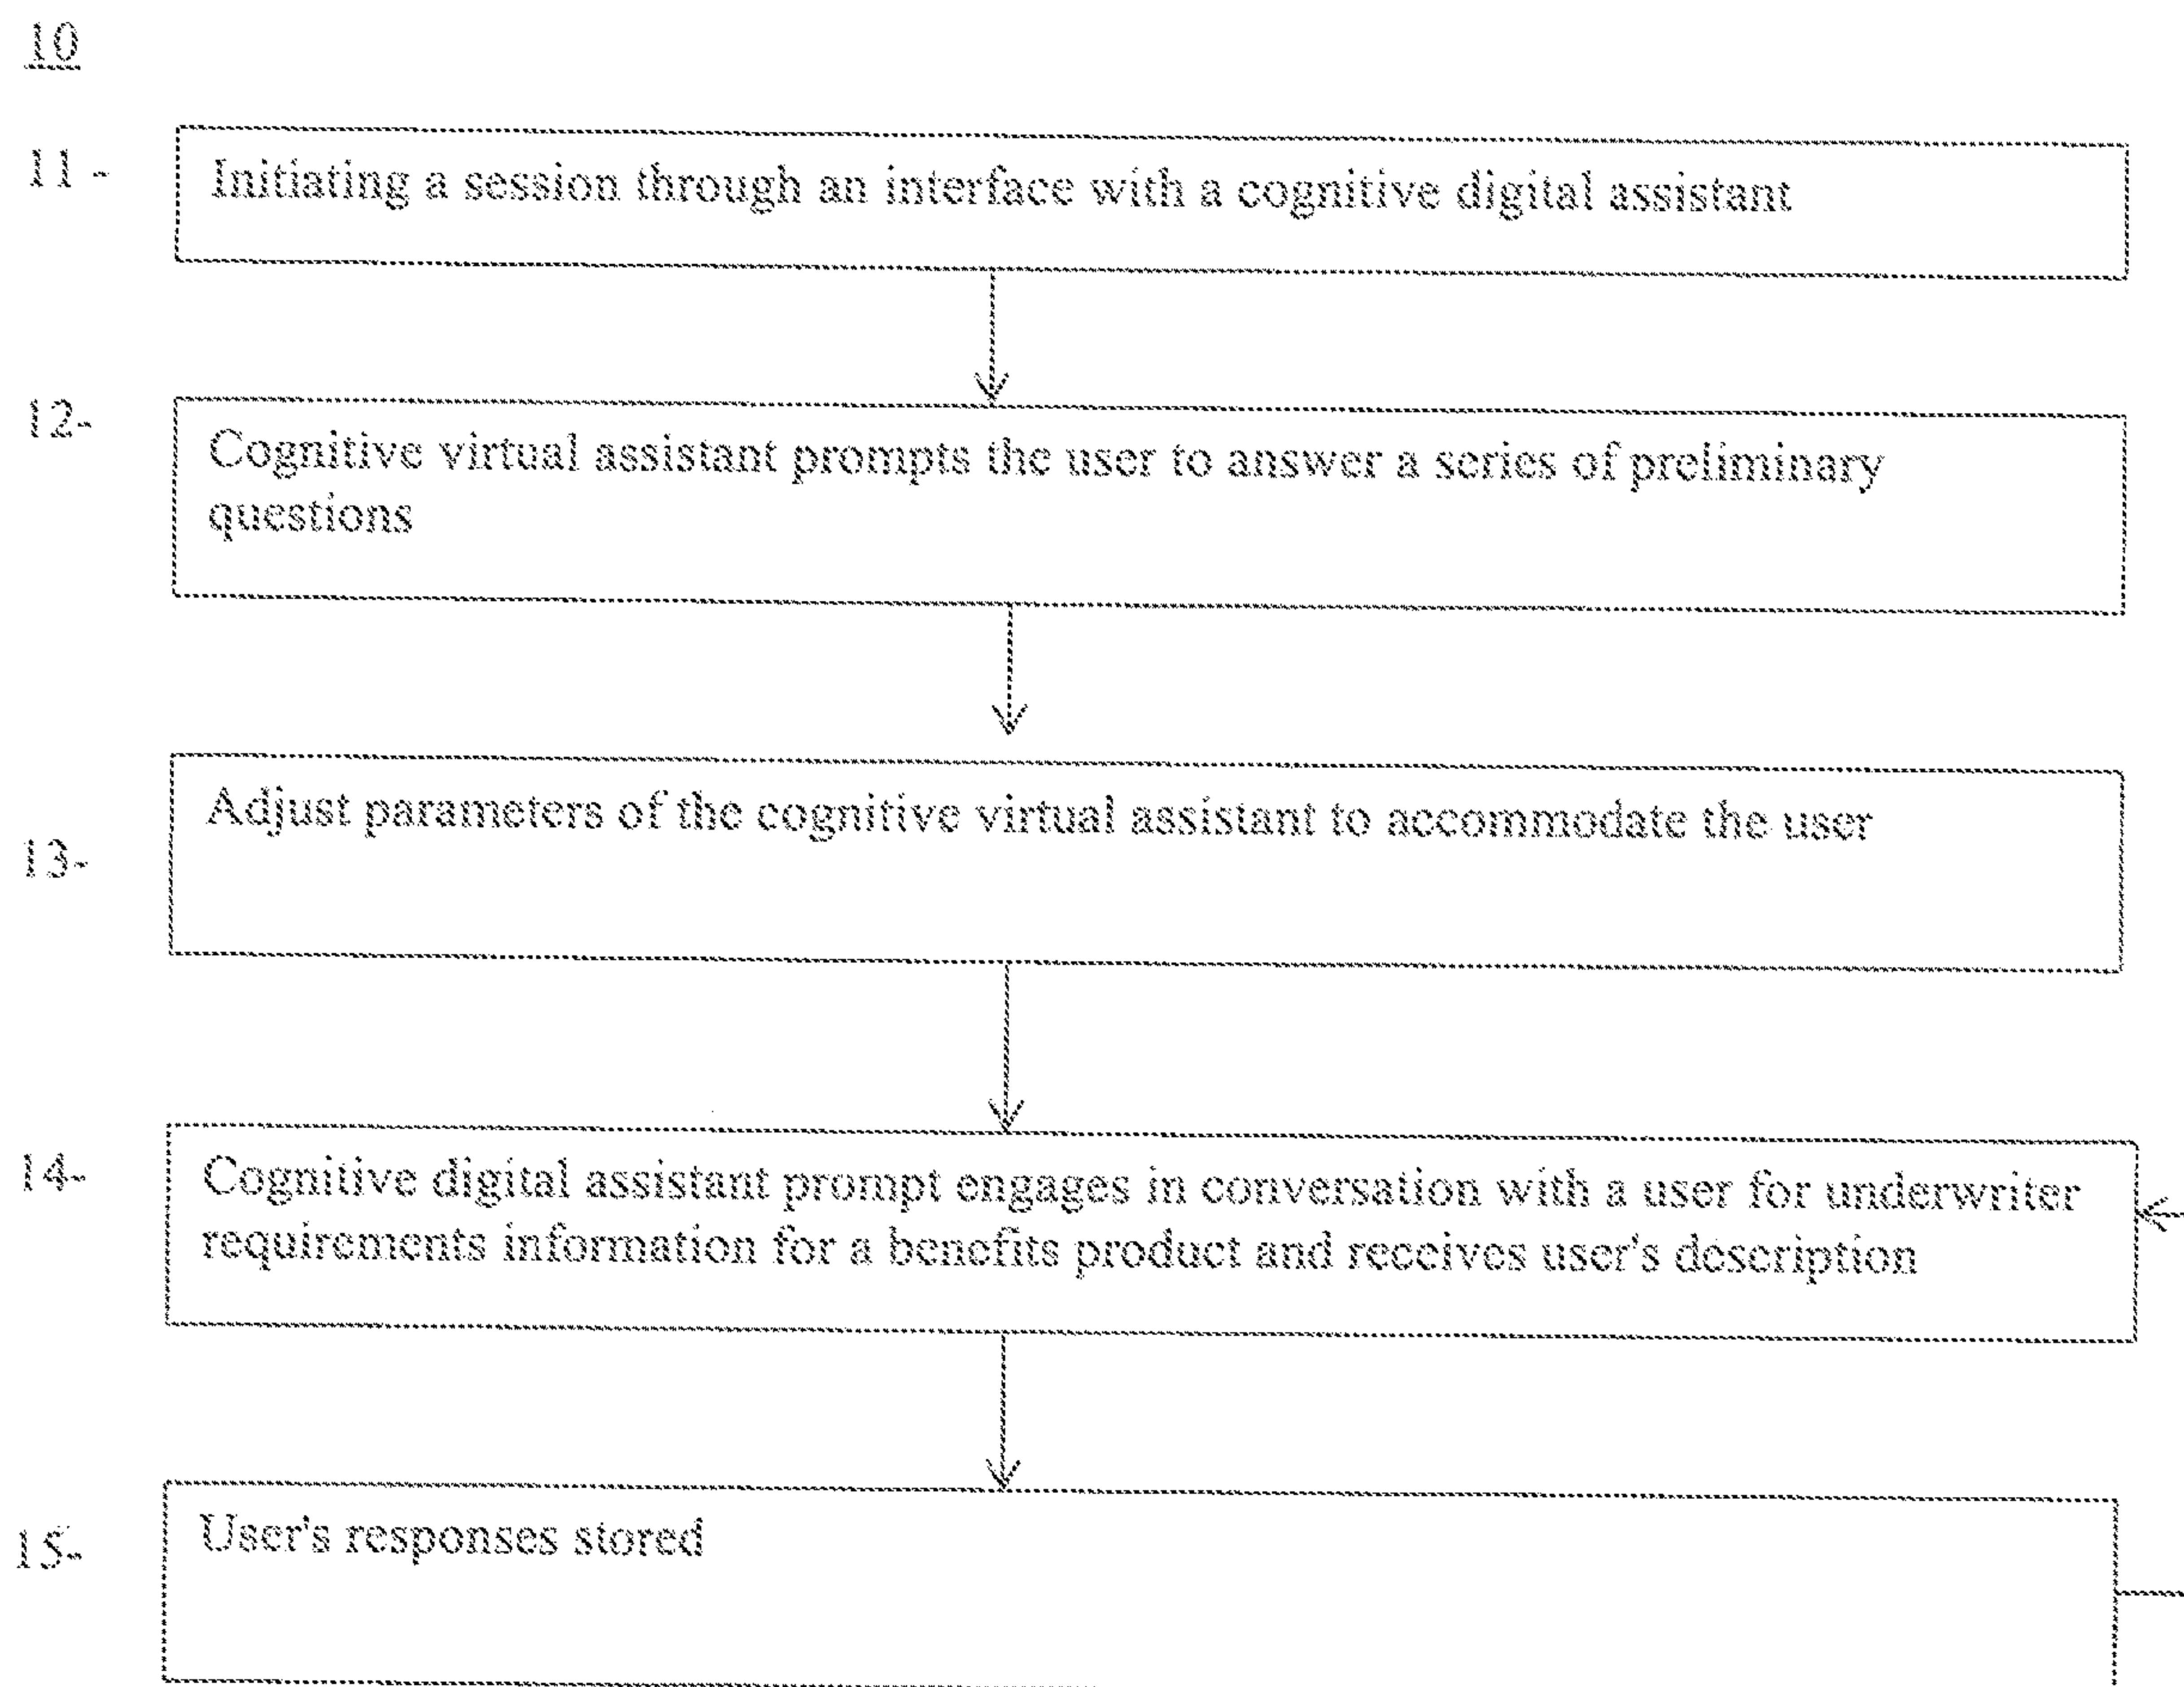 10
11 -
Initiating a session through an interface with a cognitive digital assistant
12-
Cognitive virtual assistant prompts the user to answer a series of preliminary
questions
Adjust parameters of the cognitive virtual assistant to accommodate the user
13-
14-
Cognitive digital assistant prompt engages in conversation with a user for underwriter
requirements information for a benefits product and receives user's description
15-
User's responses stored